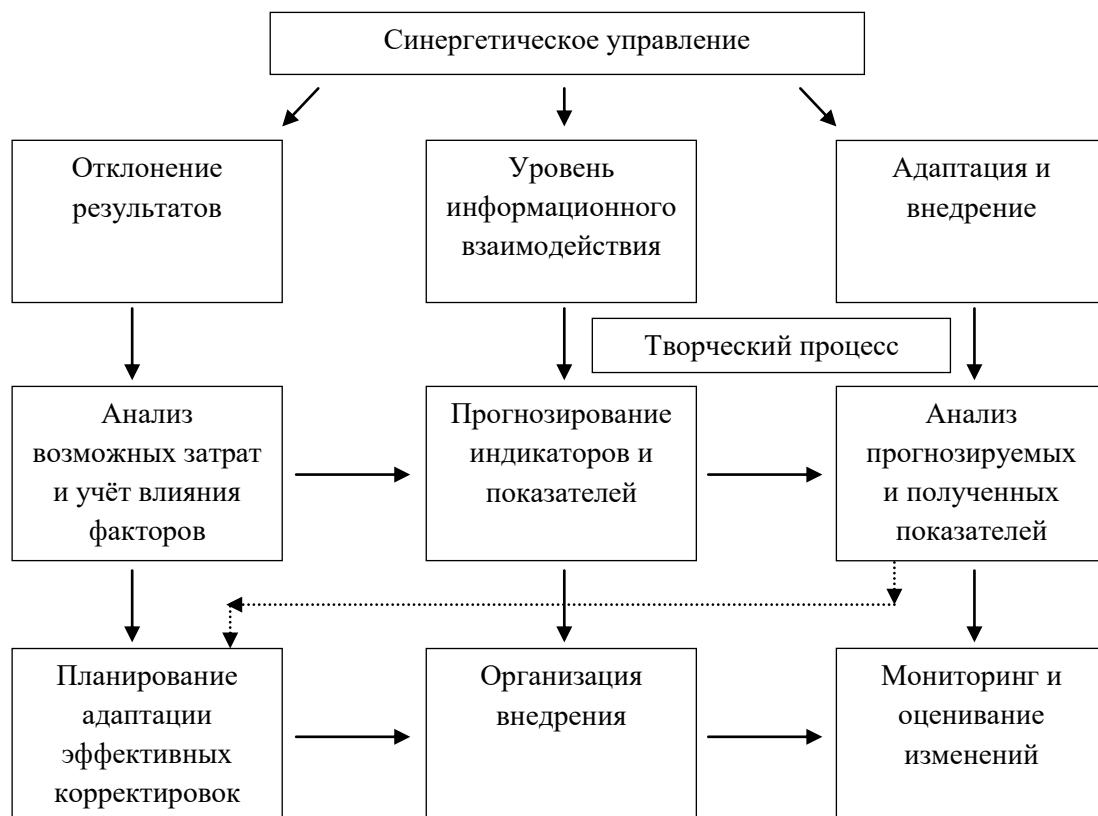 Синергетическое управление
Отклонение
результатов
Уровень
информационного
взаимодействия
Адаптация и
внедрение
Творческий процесс
Анализ
возможных затрат
и учёт влияния
факторов
Прогнозирование
индикаторов и
показателей
Анализ
прогнозируемых
и полученных
показателей
Планирование
адаптации
эффективных
корректировок
Организация
внедрения
Мониторинг и
оценивание
изменений